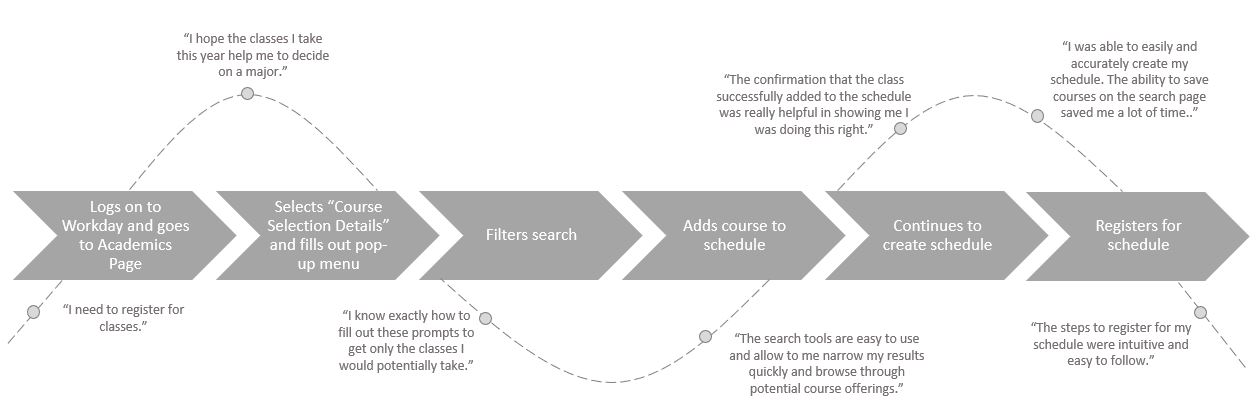 “I hope the classes I take
this year help me to decide
on a major.”
“The confirmation that the class
successfully added to the schedule
was really helpful in showing me I
was doing this right.”
“I was able to easily and
accurately create my
schedule. The ability to save
courses on the search page
saved me a lot of time..”
Logs on to
Workday and goes
to Academics
Page
Selects “Course
Selection Details”
and fills out pop-
up menu
Filters search
Adds course to
schedule
Continues to
create schedule
Registers for
schedule
“I need to register for
classes.”
“I know exactly how to
fill out these prompts to
get only the classes I
would potentially take.”
“The search tools are easy to use
and allow to me narrow my results
quickly and browse through
potential course offerings.”
“The steps to register for my
schedule were intuitive and
easy to follow.”